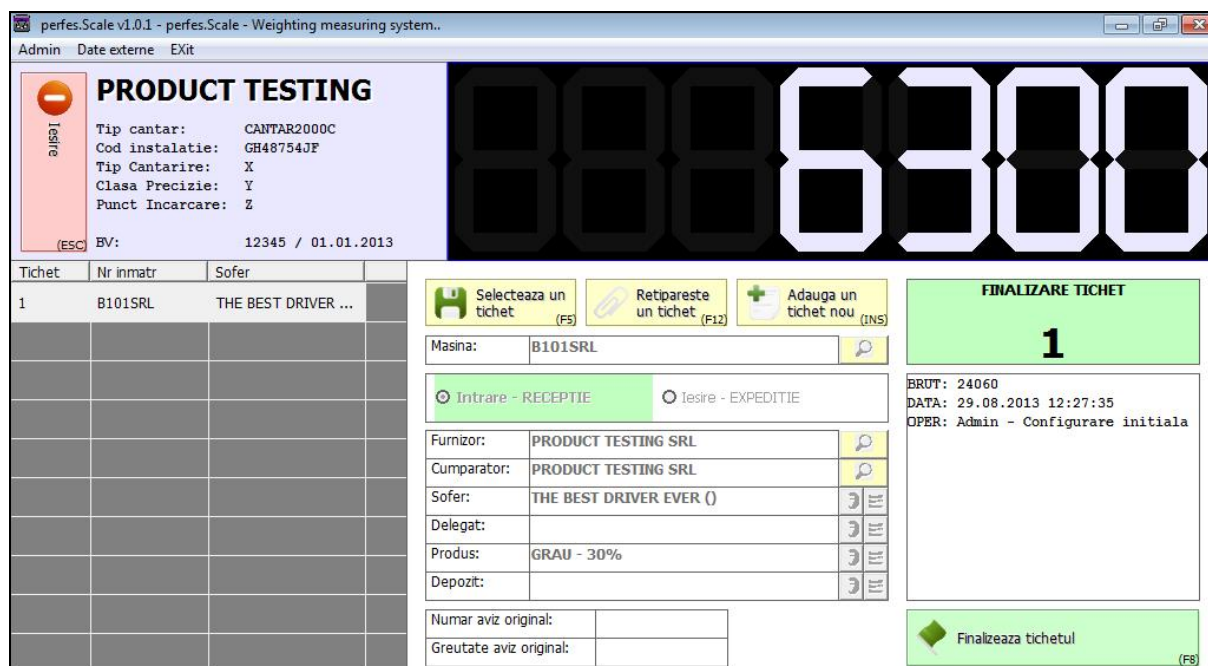 perfes.Scale v1.0.1 - perfes.Scale - Weighting measuring system..
Admin Date externe EXit
Iesire
(ESC)
PRODUCT TESTING
Tip cantar: CANTAR2000C
Cod instalatie: GH48754JF
Tip Cantarire: X
Clasa Precizie: Y
Punct Incarcare: Z
BV: 12345 / 01.01.2013
6300
Tichet Nr inmatr Sofer
1 B101SRL THE BEST DRIVER ...
Selecteaza un
tichet (F5)
Retipareste
un tichet (F12)
Adauga un
tichet nou (INS)
Masina: B101SRL
Intrare - RECEPTIE Iesire - EXPEDITIE
Furnizor: PRODUCT TESTING SRL
Cumparator: PRODUCT TESTING SRL
Sofer: THE BEST DRIVER EVER ()
Delegat:
Produs: GRAU - 30%
Depozit:
Numar aviz original:
Greutate aviz original:
FINALIZARE TICHET
1
BRUT: 24060
DATA: 29.08.2013 12:27:35
OPER: Admin - Configurare initiala
Finalizeaza tichetul
(F8)